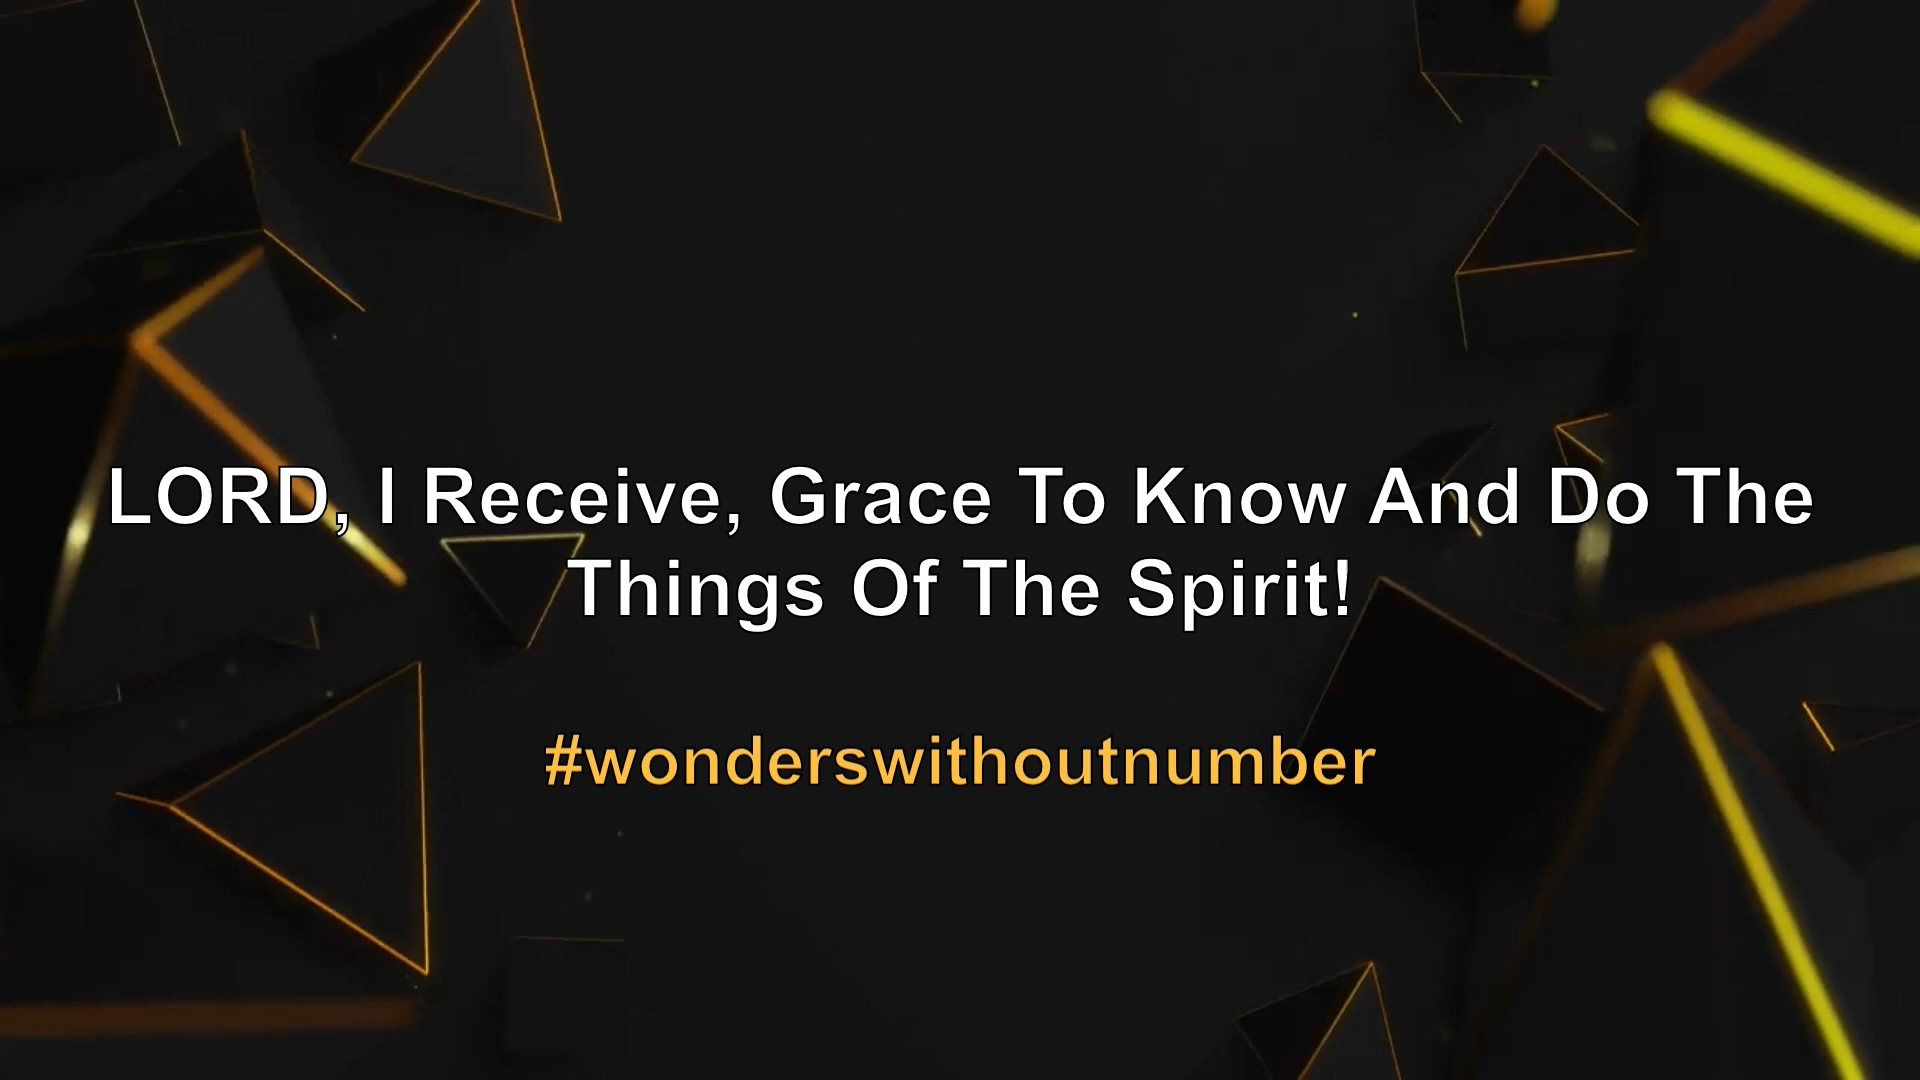 LORD, I Receive, Grace To Know And Do The
Things Of The Spirit!
#wonderswithoutnumber